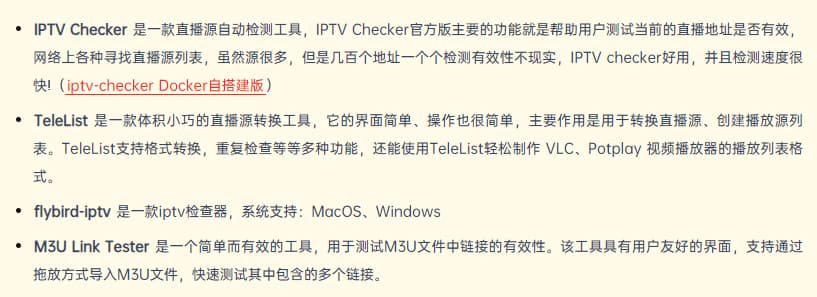 IPTV Checker 是一款直播源自动检测工具，IPTV Checker官方版主要的功能就是帮助用户测试当前的直播地址是否有效，
网络上各种寻找直播源列表，虽然源很多，但是几百个地址一个个检测有效性不现实，IPTV checker好用，并且检测速度很
快!（iptv-checker Docker自搭建版）
TeleList 是一款体积小巧的直播源转换工具，它的界面简单、操作也很简单，主要作用是用于转换直播源、创建播放源列
表。TeleList支持格式转换，重复检查等等多种功能，还能使用TeleList轻松制作 VLC、Potplay 视频播放器的播放列表格
式。
flybird-iptv 是一款iptv检查器，系统支持：MacOS、Windows
M3U Link Tester 是一个简单而有效的工具，用于测试M3U文件中链接的有效性。该工具具有用户友好的界面，支持通过
拖放方式导入M3U文件，快速测试其中包含的多个链接。